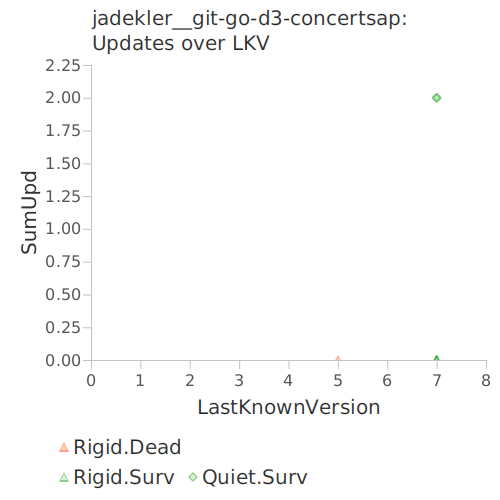 jadekler__git-go-d3-concertsap:
Updates over LKV
2.25
2.00
1.75
1.50
1.25
1.00
0.75
0.50
0.25
0.00
SumUpd
0 1 2 3 4 5 6 7 8
LastKnownVersion
Rigid.Dead
Rigid.Surv Quiet.Surv